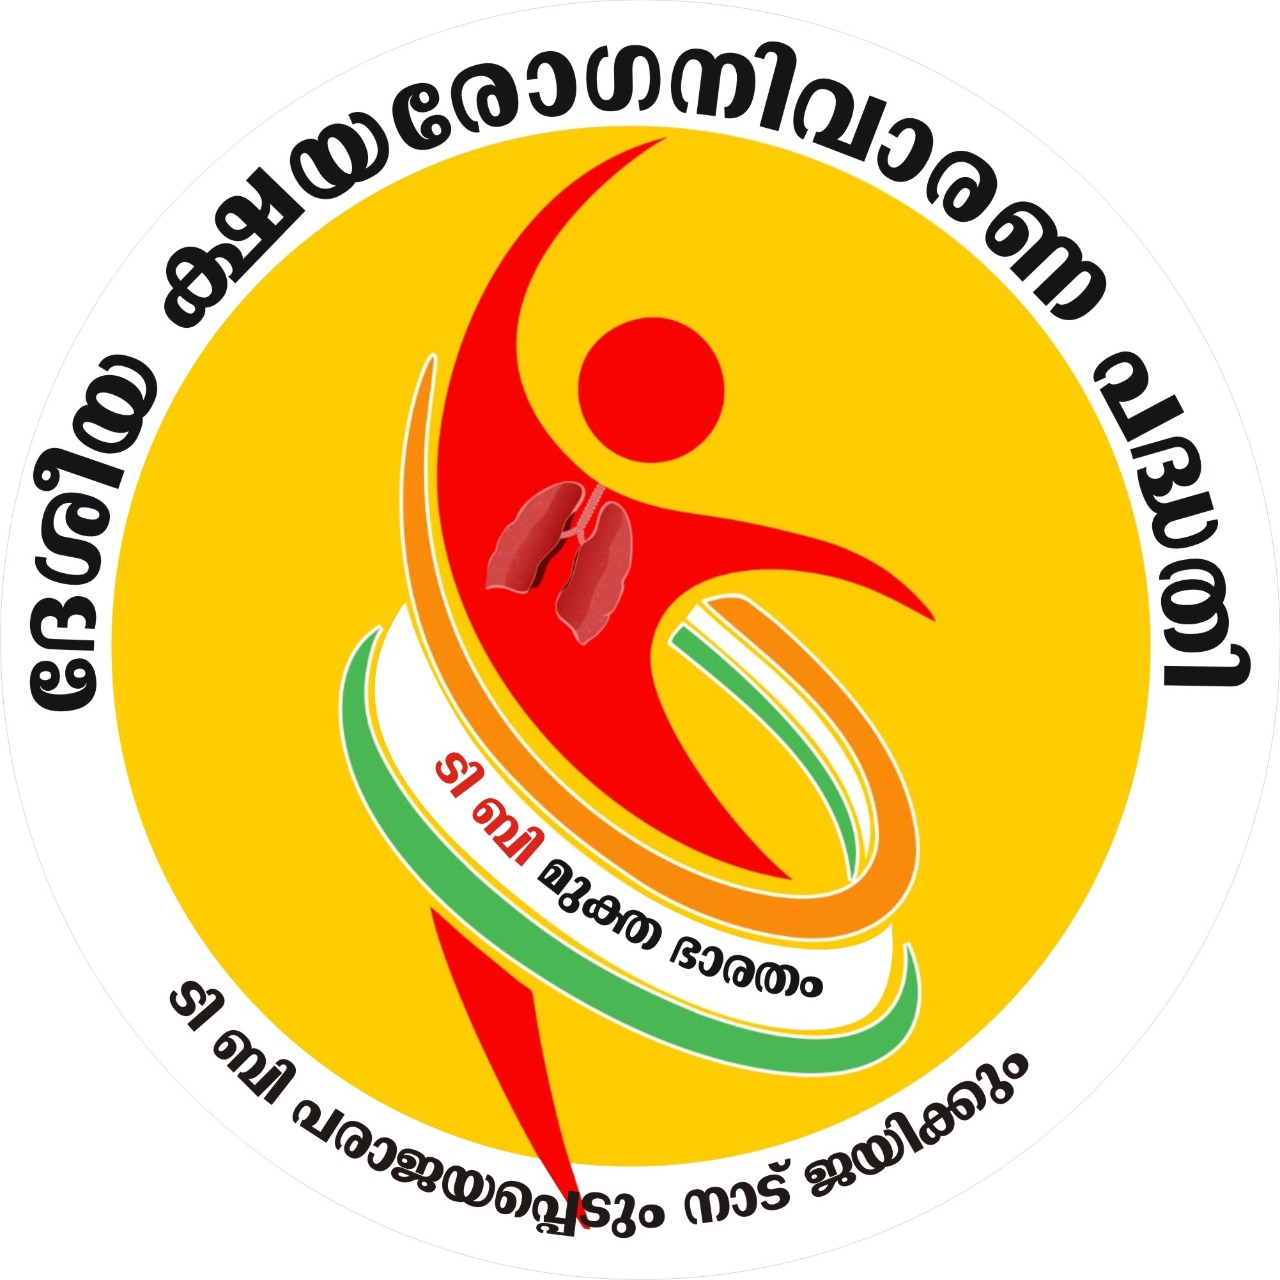 ദേശീയ ക്ഷയരോഗനിവാരണ പദ്ധതി
ടി ബി മുക്ത ഭാരതം
ടി ബി പരാജയപ്പെടും നാട് ജയിക്കും